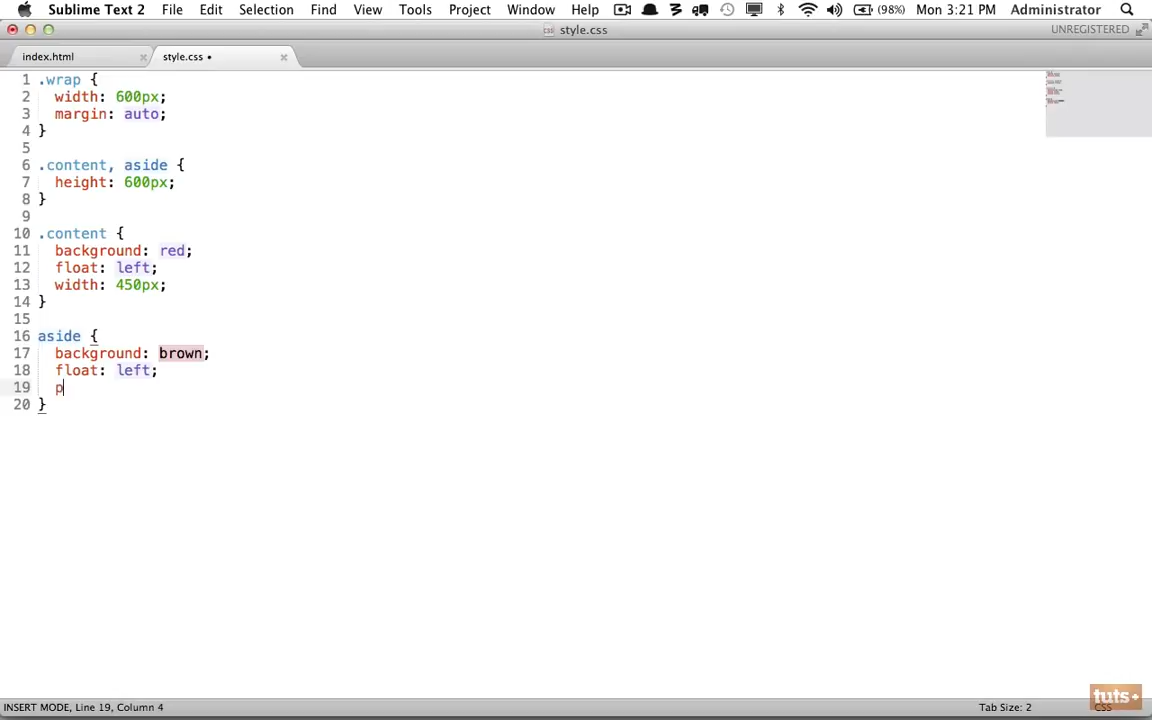 Sublime Text 2 File Edit Selection Find View Tools Project Window Help (98%) Mon 3:21 PM Administrator
style.css UNREGISTERED
index.html style.css
1 .wrap {
2 width: 600px;
3 margin: auto;
4 }
5
6 .content, aside {
7 height: 600px;
8 }
9
10 .content {
11 background: red;
12 float: left;
13 width: 450px;
14 }
15
16 aside {
17 background: brown;
18 float: left;
19 p
20 }
INSERT MODE, Line 19, Column 4 Tab Size: 2 CSS
tuts+